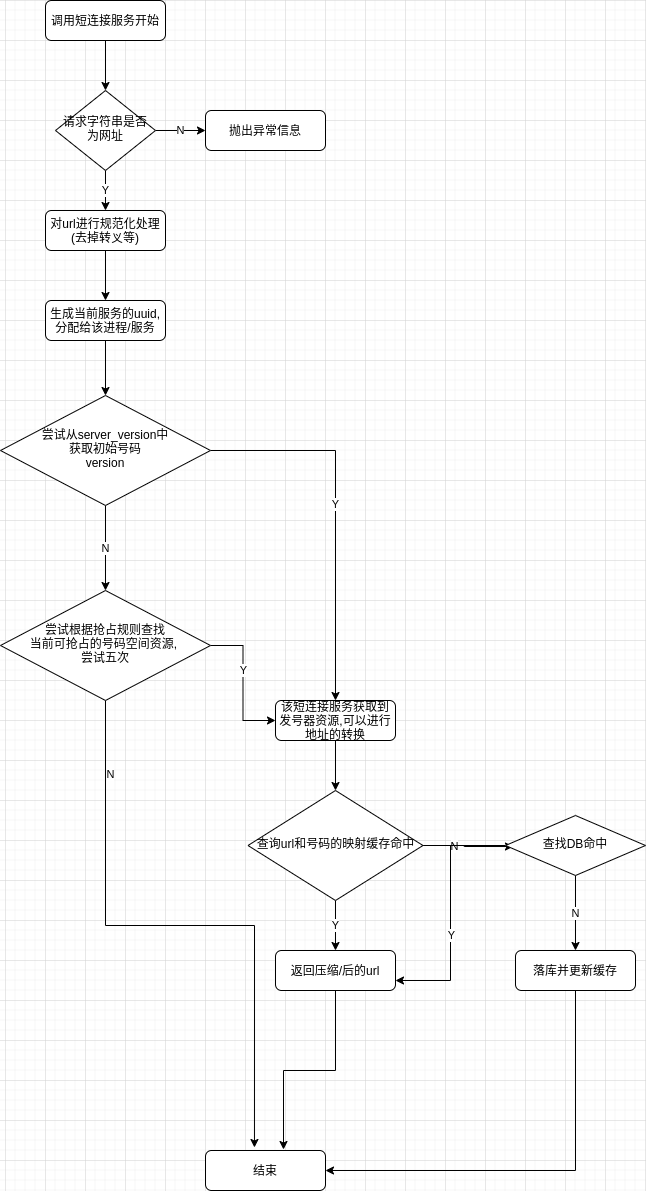 调用短连接服务开始
请求字符串是否
为网址
N
抛出异常信息
Y
对url进行规范化处理
(去掉转义等)
生成当前服务的uuid,
分配给该进程/服务
尝试从server_version中
获取初始号码
version
Y
N
尝试根据抢占规则查找
当前可抢占的号码空间资源,
尝试五次
Y
该短连接服务获取到
发号器资源,可以进行
地址的转换
N
查询url和号码的映射缓存命中
N
查找DB命中
Y
Y
N
返回压缩/后的url
落库并更新缓存
结束